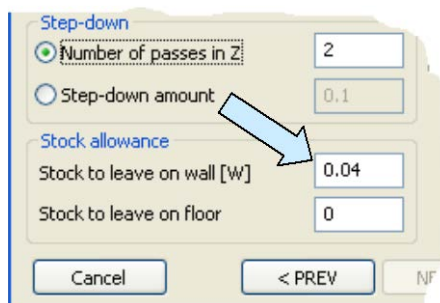 Step-down
Number of passes in Z 2
Step-down amount 0.1
Stock allowance
Stock to leave on wall [W] 0.04
Stock to leave on floor 0
Cancel < PREV